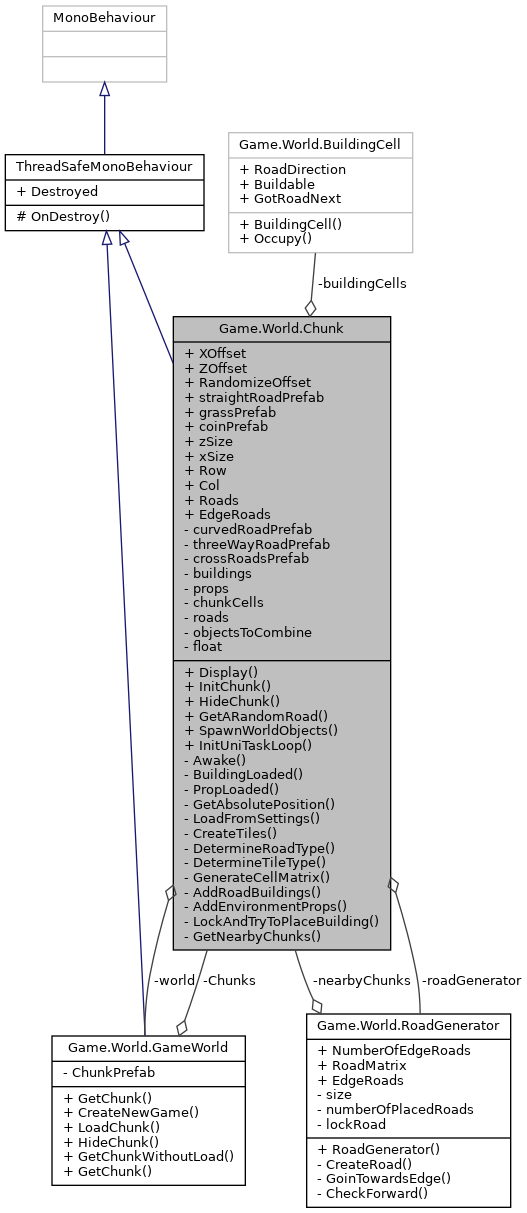 MonoBehaviour
ThreadSafeMonoBehaviour
+ Destroyed
# OnDestroy()
Game.World.BuildingCell
+ RoadDirection
+ Buildable
+ GotRoadNext
+ BuildingCell()
+ Occupy()
-buildingCells
Game.World.Chunk
+ XOffset
+ ZOffset
+ RandomizeOffset
+ straightRoadPrefab
+ grassPrefab
+ coinPrefab
+ zSize
+ xSize
+ Row
+ Col
+ Roads
+ EdgeRoads
- curvedRoadPrefab
- threeWayRoadPrefab
- crossRoadsPrefab
- buildings
- props
- chunkCells
- roads
- objectsToCombine
- float
+ Display()
+ InitChunk()
+ HideChunk()
+ GetARandomRoad()
+ SpawnWorldObjects()
+ InitUniTaskLoop()
- Awake()
- BuildingLoaded()
- PropLoaded()
- GetAbsolutePosition()
- LoadFromSettings()
- CreateTiles()
- DetermineRoadType()
- DetermineTileType()
- GenerateCellMatrix()
- AddRoadBuildings()
- AddEnvironmentProps()
- LockAndTryToPlaceBuilding()
- GetNearbyChunks()
-world
-Chunks
-nearbyChunks
-roadGenerator
Game.World.GameWorld
- ChunkPrefab
+ GetChunk()
+ CreateNewGame()
+ LoadChunk()
+ HideChunk()
+ GetChunkWithoutLoad()
+ GetChunk()
Game.World.RoadGenerator
+ NumberOfEdgeRoads
+ RoadMatrix
+ EdgeRoads
- size
- numberOfPlacedRoads
- lockRoad
+ RoadGenerator()
- CreateRoad()
- GoinTowardsEdge()
- CheckForward()